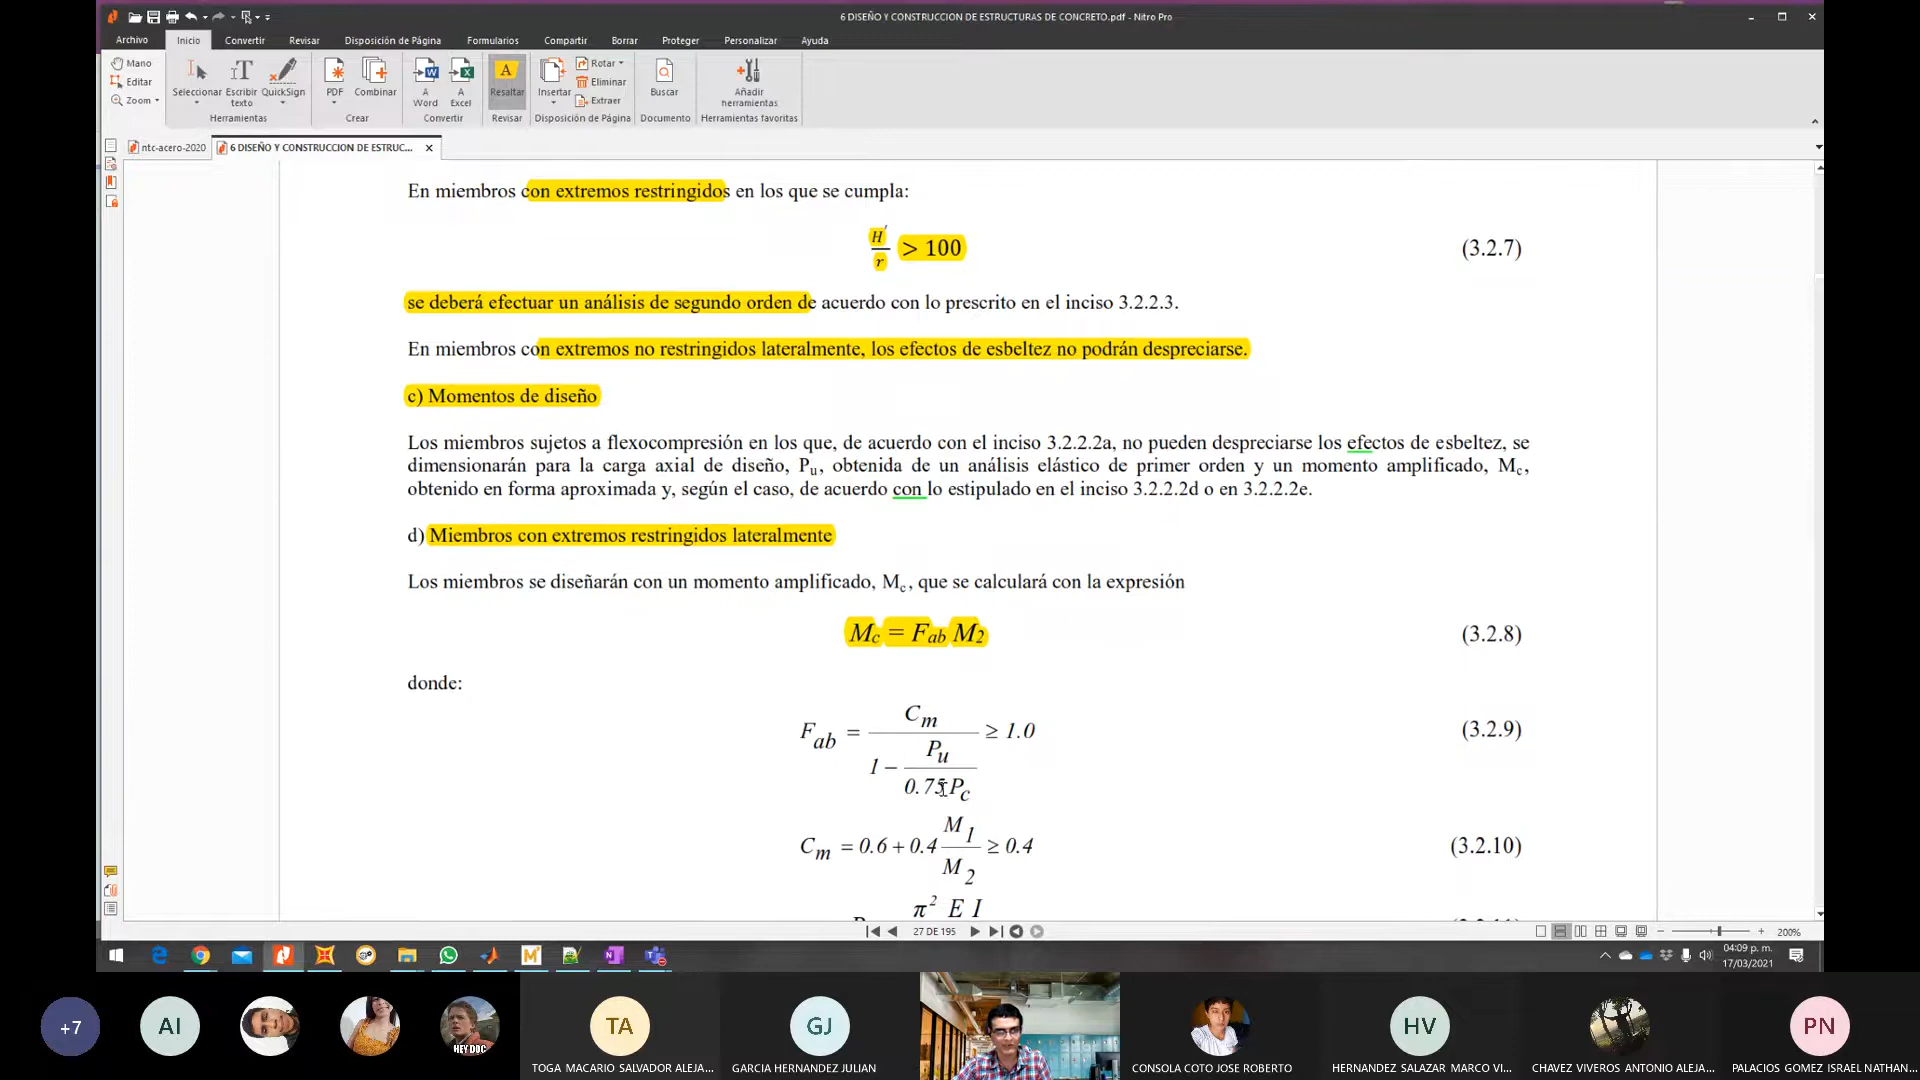 6 DISEÑO Y CONSTRUCCION DE ESTRUCTURAS DE CONCRETO.pdf - Nitro Pro
Archivo Inicio Convertir Revisar Disposición de Página Formularios Compartir Borrar Proteger Personalizar Ayuda
Mano
Editar
Zoom
Seleccionar
Escribir texto
QuickSign
Herramientas
PDF
Combinar
Crear
A Word
A Excel
Convertir
Resaltar
Revisar
Insertar
Rotar
Eliminar
Extraer
Disposición de Página
Buscar
Documento
Añadir herramientas
Herramientas favoritas
ntc-acero-2020
6 DISEÑO Y CONSTRUCCION DE ESTRUC...
En miembros con extremos restringidos en los que se cumpla:
H'/r > 100 (3.2.7)
se deberá efectuar un análisis de segundo orden de acuerdo con lo prescrito en el inciso 3.2.2.3.
En miembros con extremos no restringidos lateralmente, los efectos de esbeltez no podrán despreciarse.
c) Momentos de diseño
Los miembros sujetos a flexocompresión en los que, de acuerdo con el inciso 3.2.2.2a, no pueden despreciarse los efectos de esbeltez, se
dimensionarán para la carga axial de diseño, Pu, obtenida de un análisis elástico de primer orden y un momento amplificado, Mc,
obtenido en forma aproximada y, según el caso, de acuerdo con lo estipulado en el inciso 3.2.2.2d o en 3.2.2.2e.
d) Miembros con extremos restringidos lateralmente
Los miembros se diseñarán con un momento amplificado, Mc, que se calculará con la expresión
Mc = Fab M2 (3.2.8)
donde:
Fab = Cm / (1 − Pu / 0.75Pc) ≥ 1.0 (3.2.9)
Cm = 0.6 + 0.4 M1 / M2 ≥ 0.4 (3.2.10)
π² E I
27 DE 195
200%
04:09 p. m.
17/03/2021
+7
AI
HEY DOC
TA
TOGA MACARIO SALVADOR ALEJA...
GJ
GARCIA HERNANDEZ JULIAN
CONSOLA COTO JOSE ROBERTO
HV
HERNANDEZ SALAZAR MARCO VI...
CHAVEZ VIVEROS ANTONIO ALEJA...
PN
PALACIOS GOMEZ ISRAEL NATHAN...